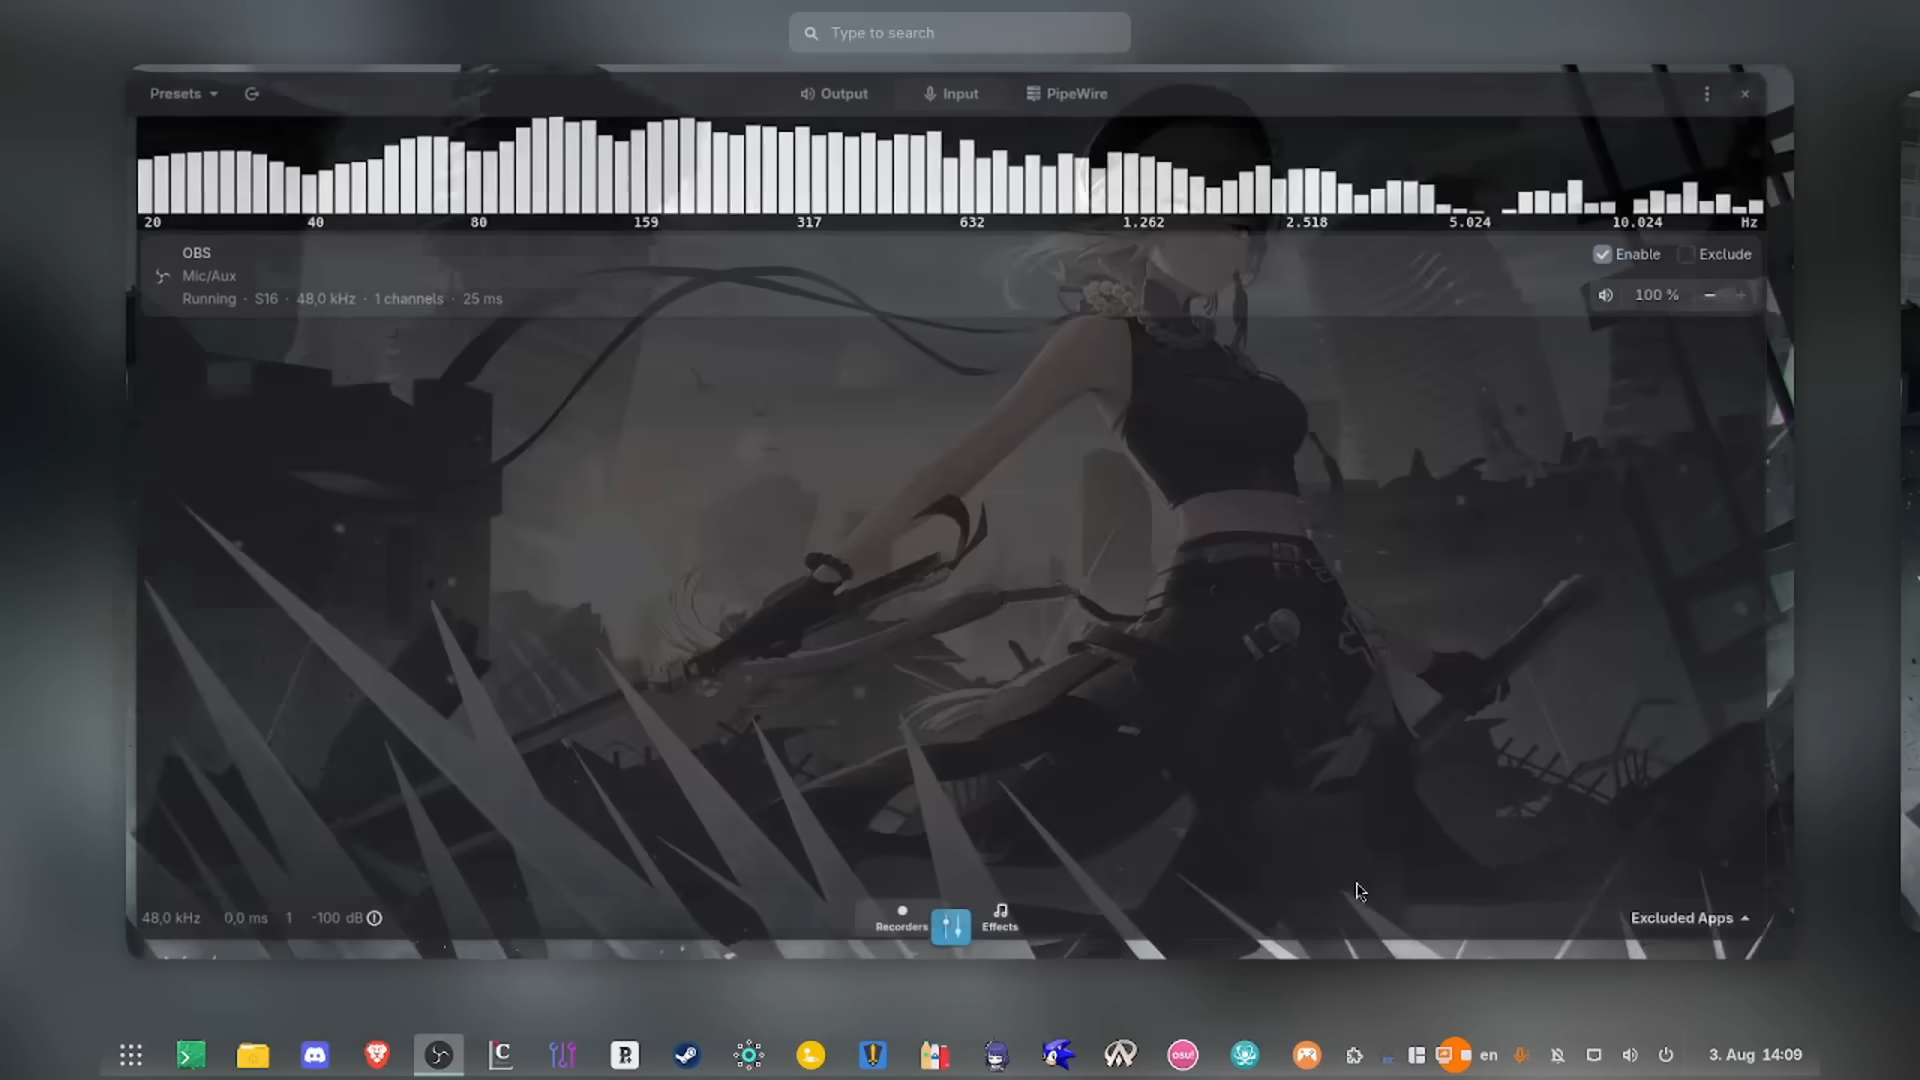 Type to search
Presets
Output
Input
PipeWire
20 40 80 159 317 632 1.262 2.518 5.024 10.024 Hz
OBS
Enable
Exclude
Mic/Aux
Running · S16 · 48,0 kHz · 1 channels · 25 ms
100 %
48,0 kHz 0,0 ms 1 -100 dB
Recorders
Effects
Excluded Apps
osu!
en
3. Aug 14:09